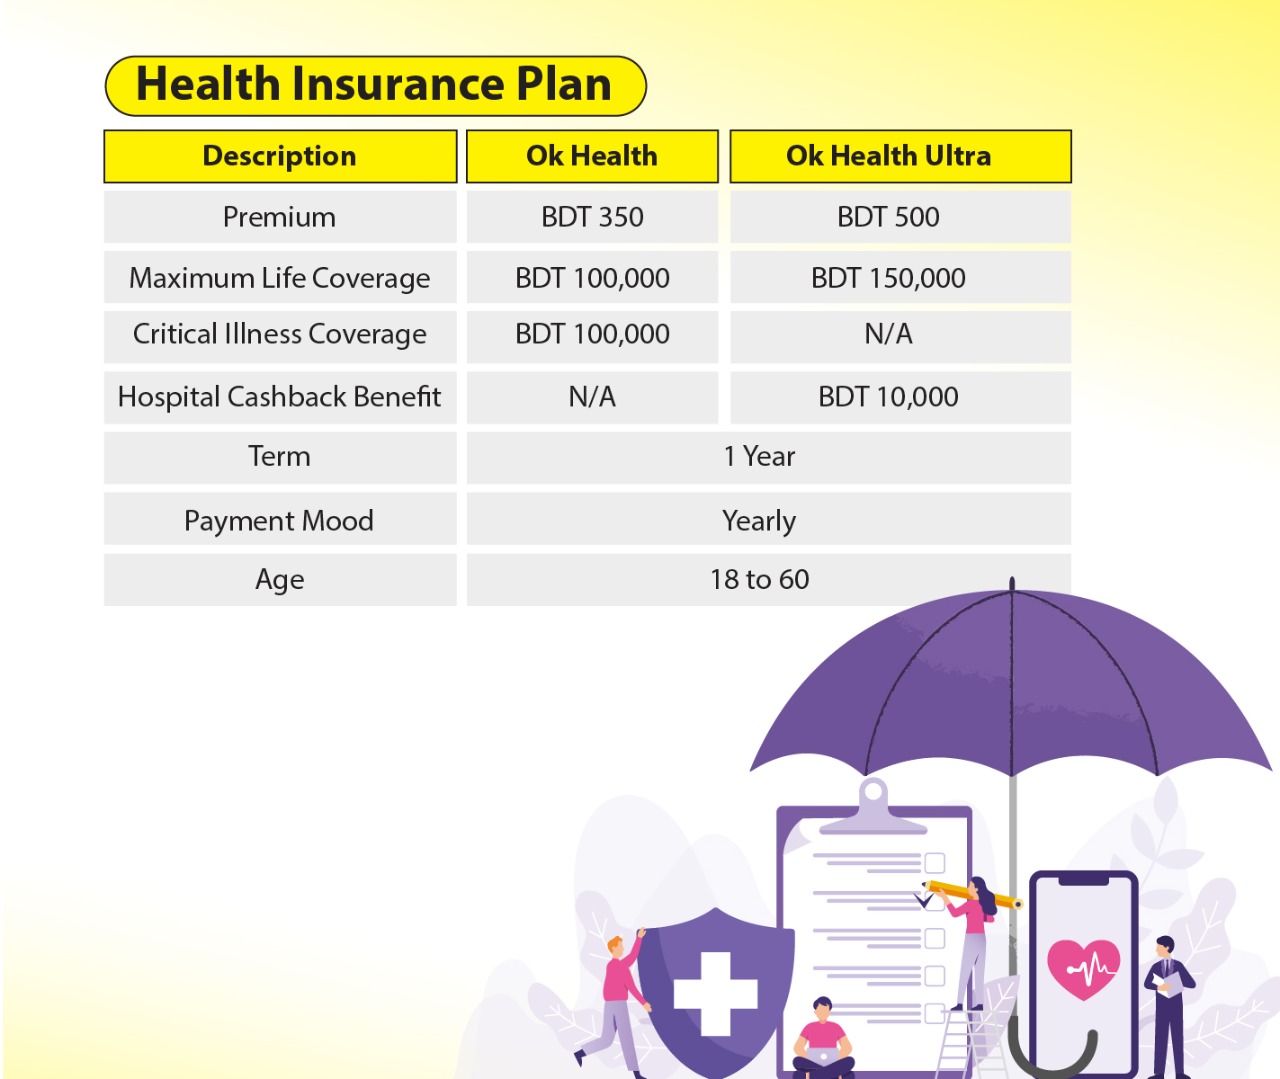 Health Insurance Plan
Description Ok Health Ok Health Ultra
Premium BDT 350 BDT 500
Maximum Life Coverage BDT 100,000 BDT 150,000
Critical Illness Coverage BDT 100,000 N/A
Hospital Cashback Benefit N/A BDT 10,000
Term 1 Year
Payment Mood Yearly
Age 18 to 60